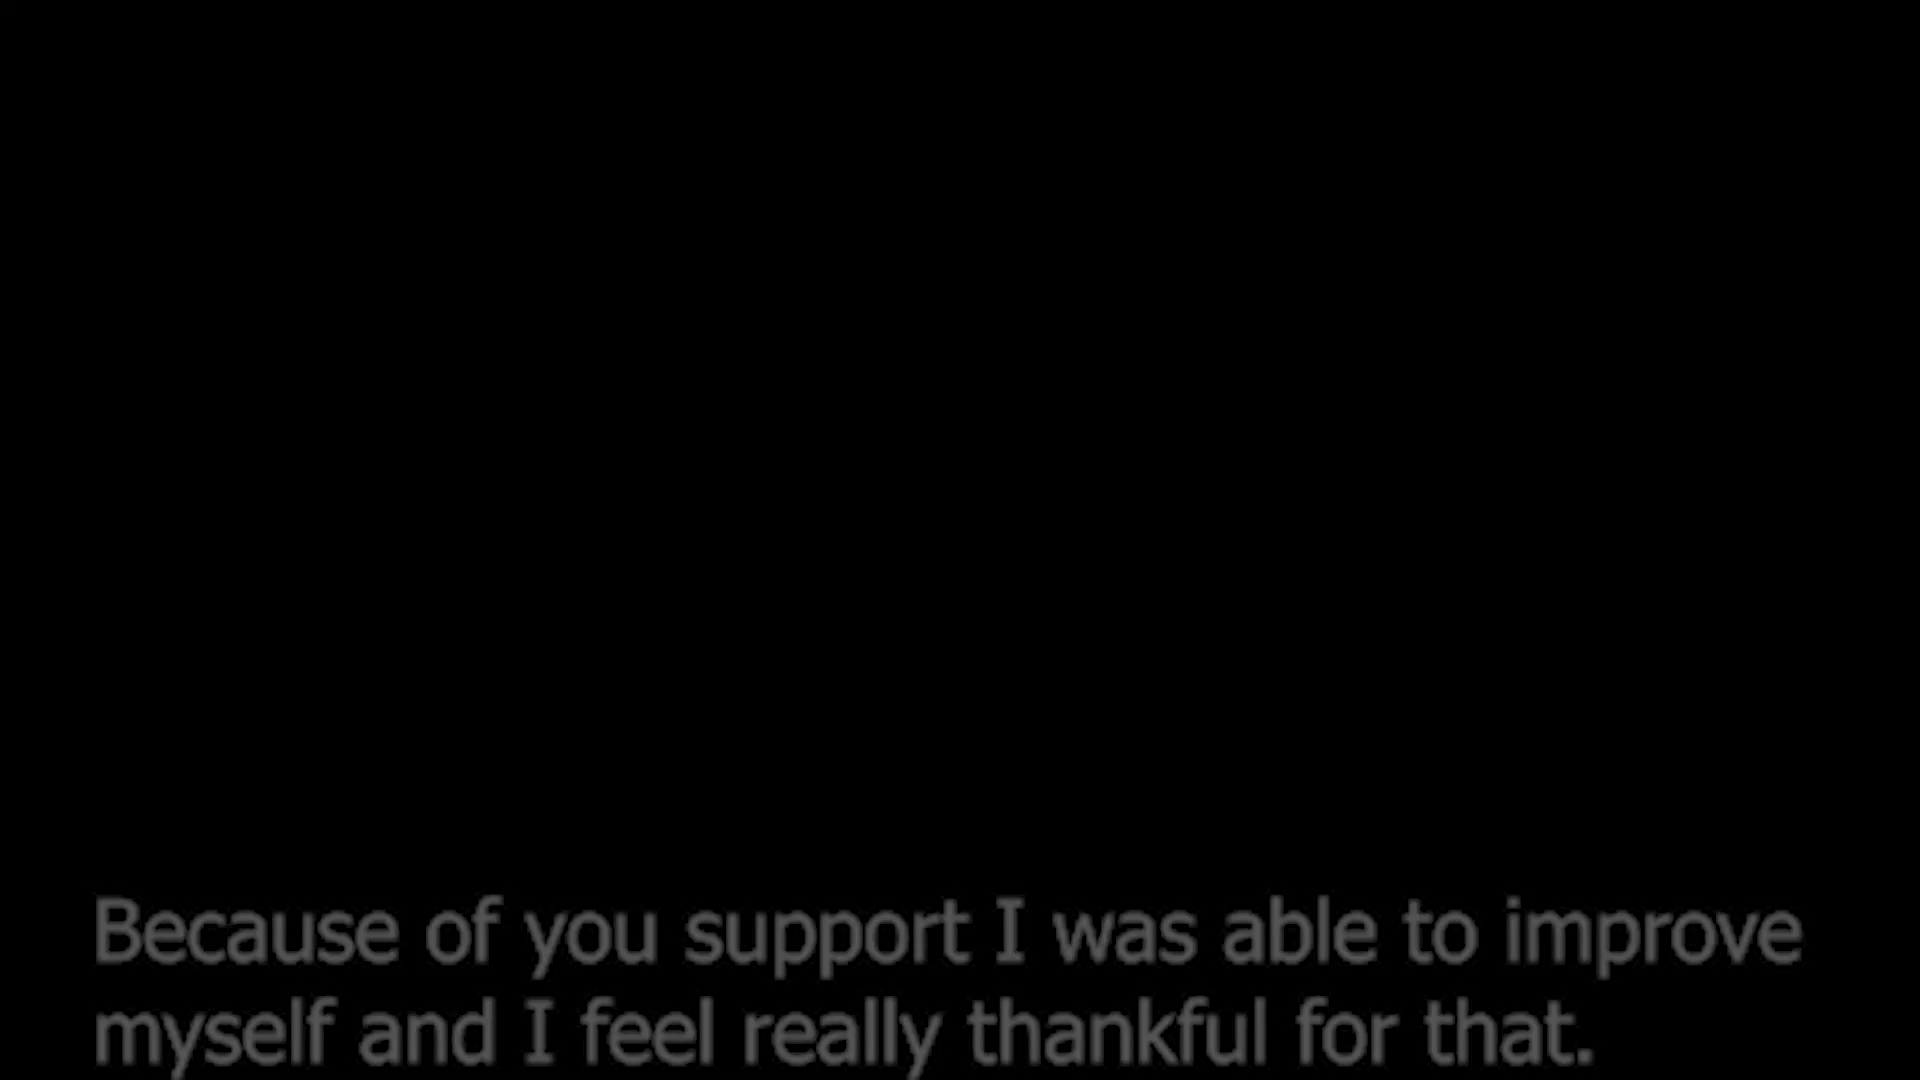 Because of you support I was able to improve
myself and I feel really thankful for that.